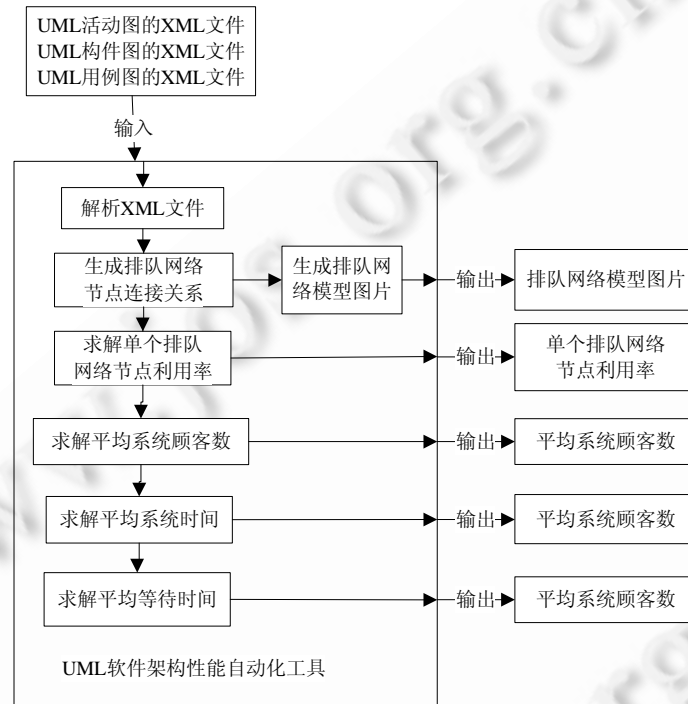 UML活动图的XML文件
UML构件图的XML文件
UML用例图的XML文件
输入
解析XML文件
生成排队网络
节点连接关系
生成排队网
络模型图片
输出
排队网络模型图片
求解单个排队
网络节点利用率
输出
单个排队网络
节点利用率
求解平均系统顾客数
输出
平均系统顾客数
求解平均系统时间
输出
平均系统顾客数
求解平均等待时间
输出
平均系统顾客数
UML软件架构性能自动化工具